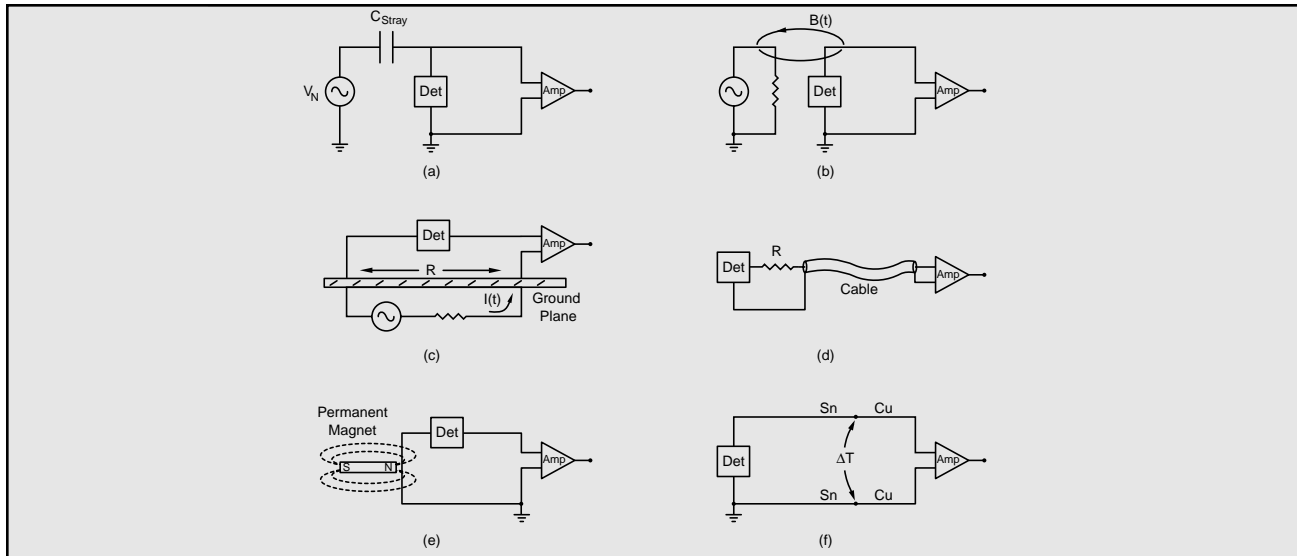 C_Stray
V_N
Det
Amp
(a)
B(t)
Det
Amp
(b)
Det
Amp
R
I(t)
Ground
Plane
(c)
Det
R
Cable
Amp
(d)
Permanent
Magnet
S N
Det
Amp
(e)
Sn Cu
Det
ΔT
Amp
Sn Cu
(f)